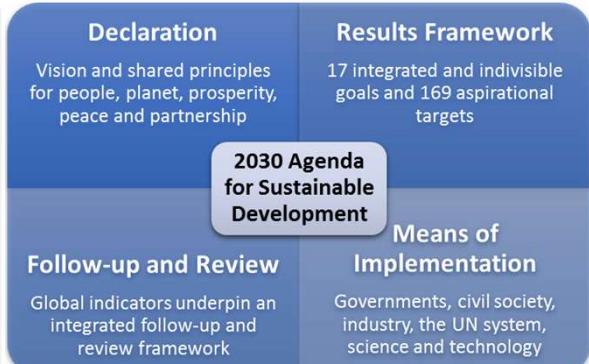 Declaration
Vision and shared principles
for people, planet, prosperity,
peace and partnership
Results Framework
17 integrated and indivisible
goals and 169 aspirational
targets
2030 Agenda
for Sustainable
Development
Follow-up and Review
Global indicators underpin an
integrated follow-up and
review framework
Means of
Implementation
Governments, civil society,
industry, the UN system,
science and technology